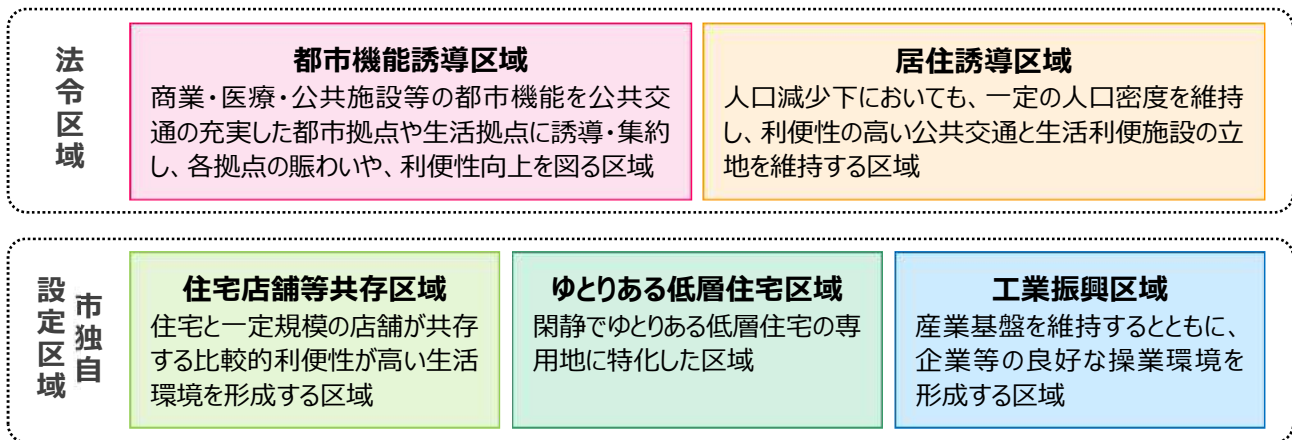 法令区域
都市機能誘導区域
商業・医療・公共施設等の都市機能を公共交
通の充実した都市拠点や生活拠点に誘導・集約
し、各拠点の賑わいや、利便性向上を図る区域
居住誘導区域
人口減少下においても、一定の人口密度を維持
し、利便性の高い公共交通と生活利便施設の立
地を維持する区域
市独自
設定区域
住宅店舗等共存区域
住宅と一定規模の店舗が共存
する比較的利便性が高い生活
環境を形成する区域
ゆとりある低層住宅区域
閑静でゆとりある低層住宅の専
用地に特化した区域
工業振興区域
産業基盤を維持するとともに、
企業等の良好な操業環境を
形成する区域